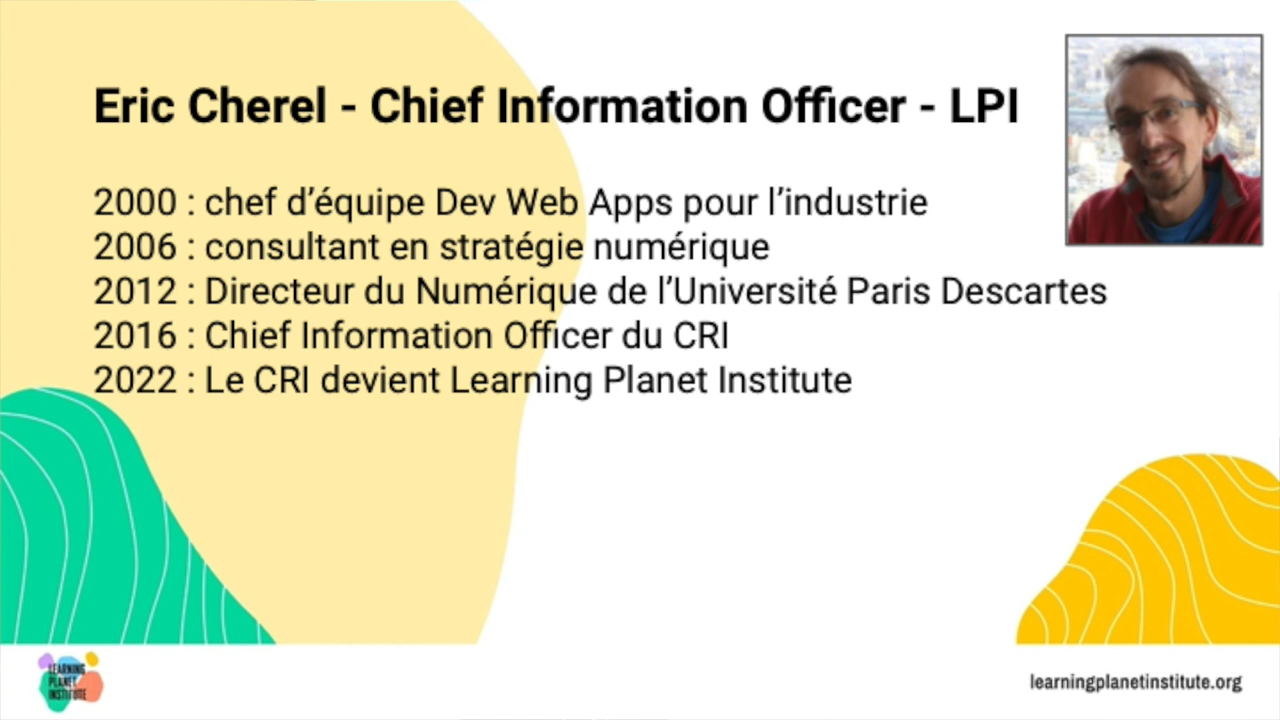 Eric Cherel - Chief Information Officer - LPI
2000 : chef d’équipe Dev Web Apps pour l’industrie
2006 : consultant en stratégie numérique
2012 : Directeur du Numérique de l’Université Paris Descartes
2016 : Chief Information Officer du CRI
2022 : Le CRI devient Learning Planet Institute
LEARNING
PLANET
INSTITUTE
learningplanetinstitute.org